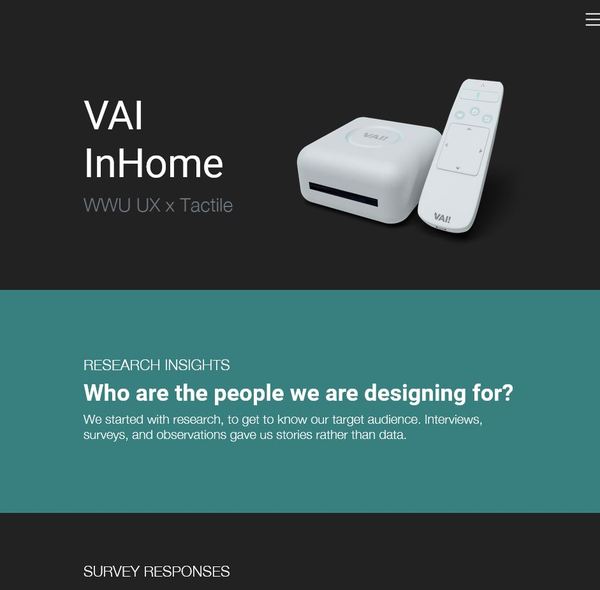 VAI
InHome
WWU UX x Tactile
VAI!
VAI!
RESEARCH INSIGHTS
Who are the people we are designing for?
We started with research, to get to know our target audience. Interviews,
surveys, and observations gave us stories rather than data.
SURVEY RESPONSES